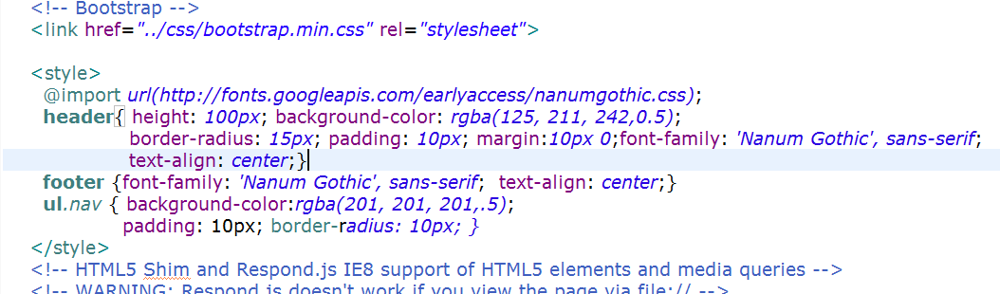 <!-- Bootstrap -->
<link href="../css/bootstrap.min.css" rel="stylesheet">
<style>
@import url(http://fonts.googleapis.com/earlyaccess/nanumgothic.css);
header{ height: 100px; background-color: rgba(125, 211, 242,0.5);
border-radius: 15px; padding: 10px; margin:10px 0;font-family: 'Nanum Gothic', sans-serif;
text-align: center;}
footer {font-family: 'Nanum Gothic', sans-serif;  text-align: center;}
ul.nav { background-color:rgba(201, 201, 201,.5);
padding: 10px; border-radius: 10px; }
</style>
<!-- HTML5 Shim and Respond.js IE8 support of HTML5 elements and media queries -->
<!-- WARNING: Respond.js doesn't work if you view the page via file:// -->